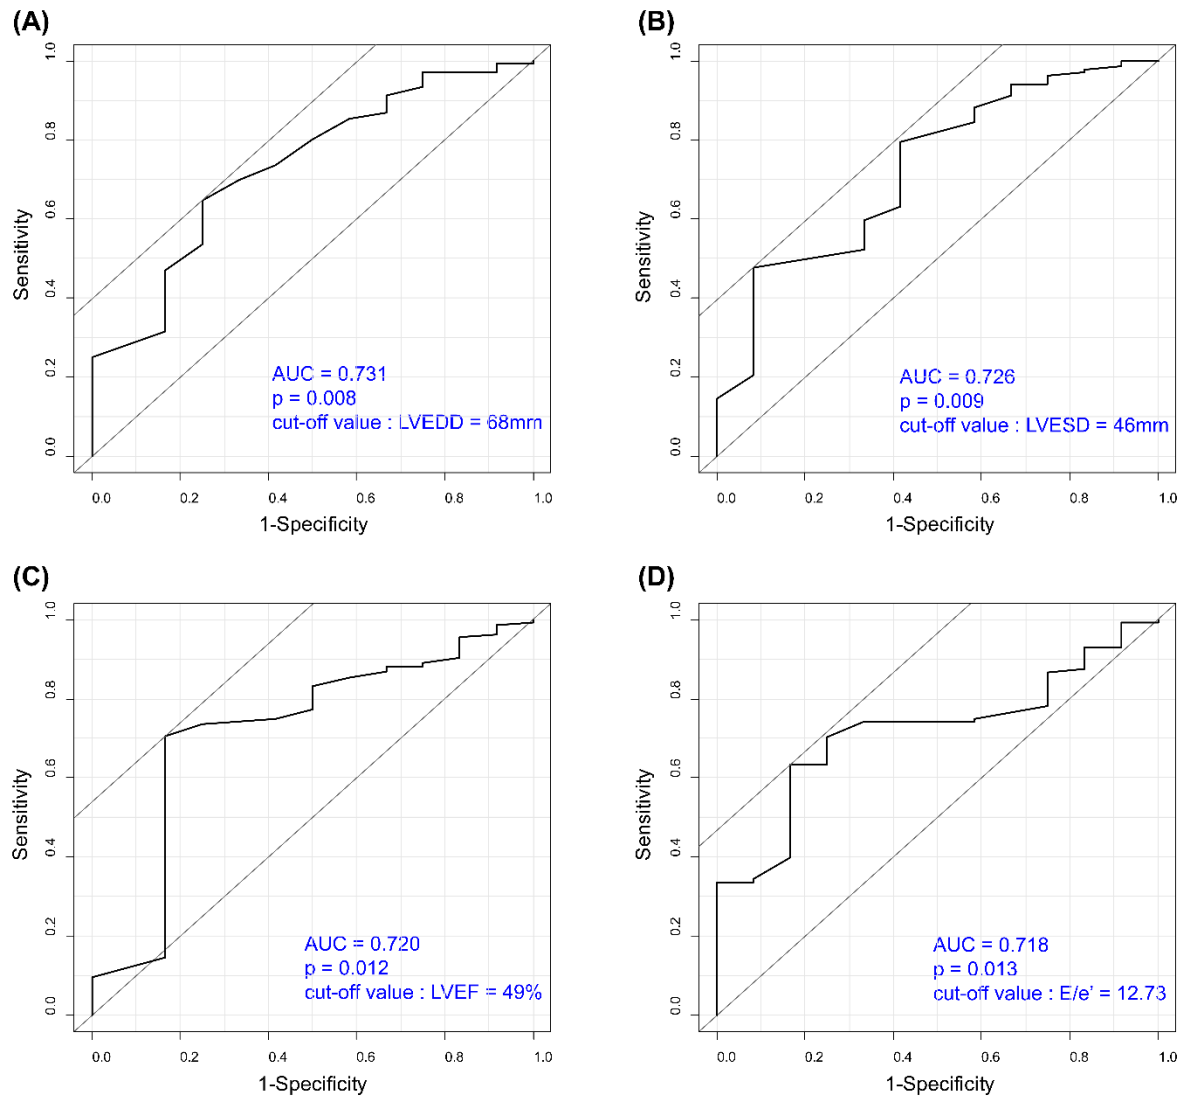 (A)
1.0
0.8
0.6
0.4
0.2
0.0
Sensitivity
AUC = 0.731
p = 0.008
cut-off value : LVEDD = 68mm
0.0 0.2 0.4 0.6 0.8 1.0
1-Specificity
(B)
1.0
0.8
0.6
0.4
0.2
0.0
Sensitivity
AUC = 0.726
p = 0.009
cut-off value : LVESD = 46mm
0.0 0.2 0.4 0.6 0.8 1.0
1-Specificity
(C)
1.0
0.8
0.6
0.4
0.2
0.0
Sensitivity
AUC = 0.720
p = 0.012
cut-off value : LVEF = 49%
0.0 0.2 0.4 0.6 0.8 1.0
1-Specificity
(D)
1.0
0.8
0.6
0.4
0.2
0.0
Sensitivity
AUC = 0.718
p = 0.013
cut-off value : E/e' = 12.73
0.0 0.2 0.4 0.6 0.8 1.0
1-Specificity